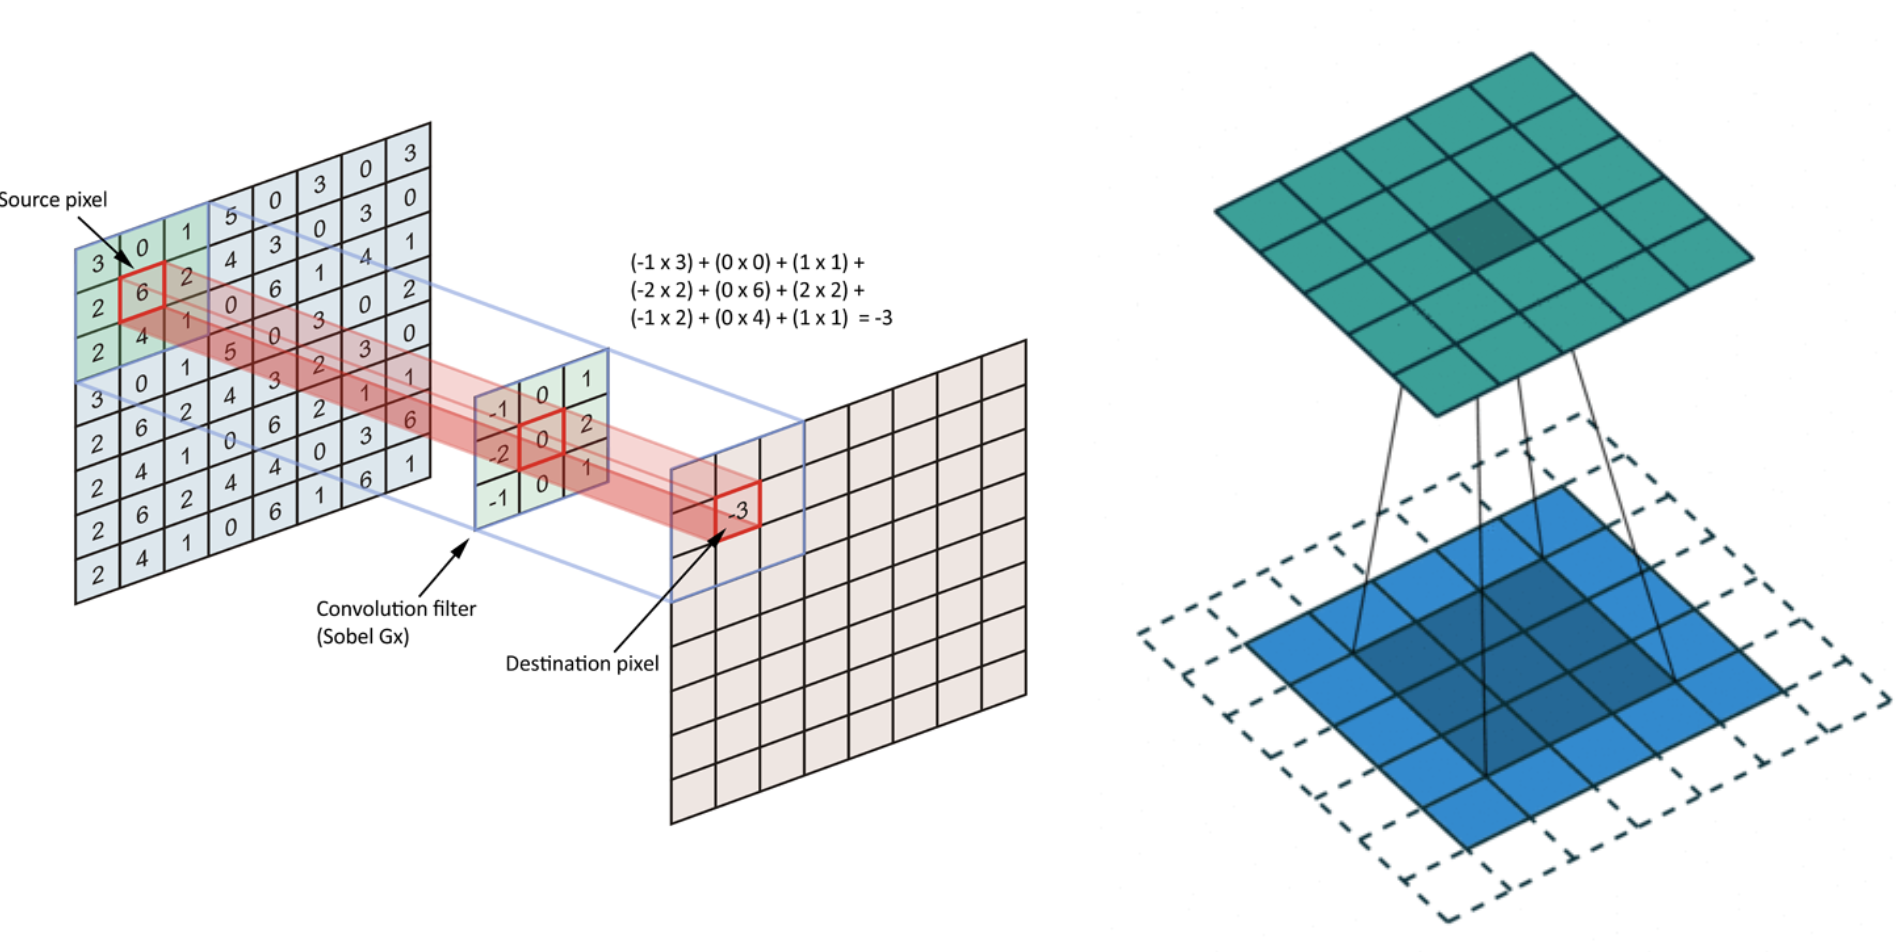 Source pixel
3 0 1 5 0 3 0 3
2 6 2 4 3 0 3 0
2 4 1 0 6 1 4 1
3 0 1 5 0 3 0 2
2 6 2 4 3 2 3 0
2 4 1 0 6 2 1 1
2 6 2 4 4 0 3 6
2 4 1 0 6 1 6 1
-1 0 1
-2 0 2
-1 0 1
Convolution filter
(Sobel Gx)
(-1 x 3) + (0 x 0) + (1 x 1) +
(-2 x 2) + (0 x 6) + (2 x 2) +
(-1 x 2) + (0 x 4) + (1 x 1) = -3
-3
Destination pixel